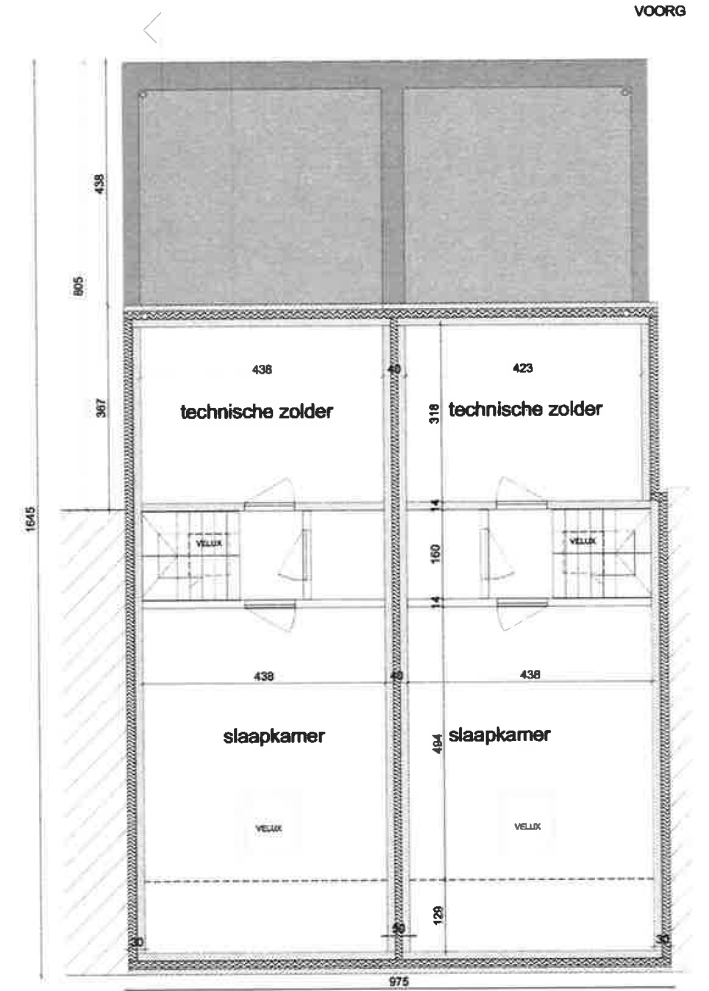 VOORG
438
805
367
1645
438
40
423
technische zolder
318
technische zolder
14
VELUX
160
VELUX
14
438
40
438
slaapkamer
494
slaapkamer
VELUX
VELUX
129
30
50
30
975